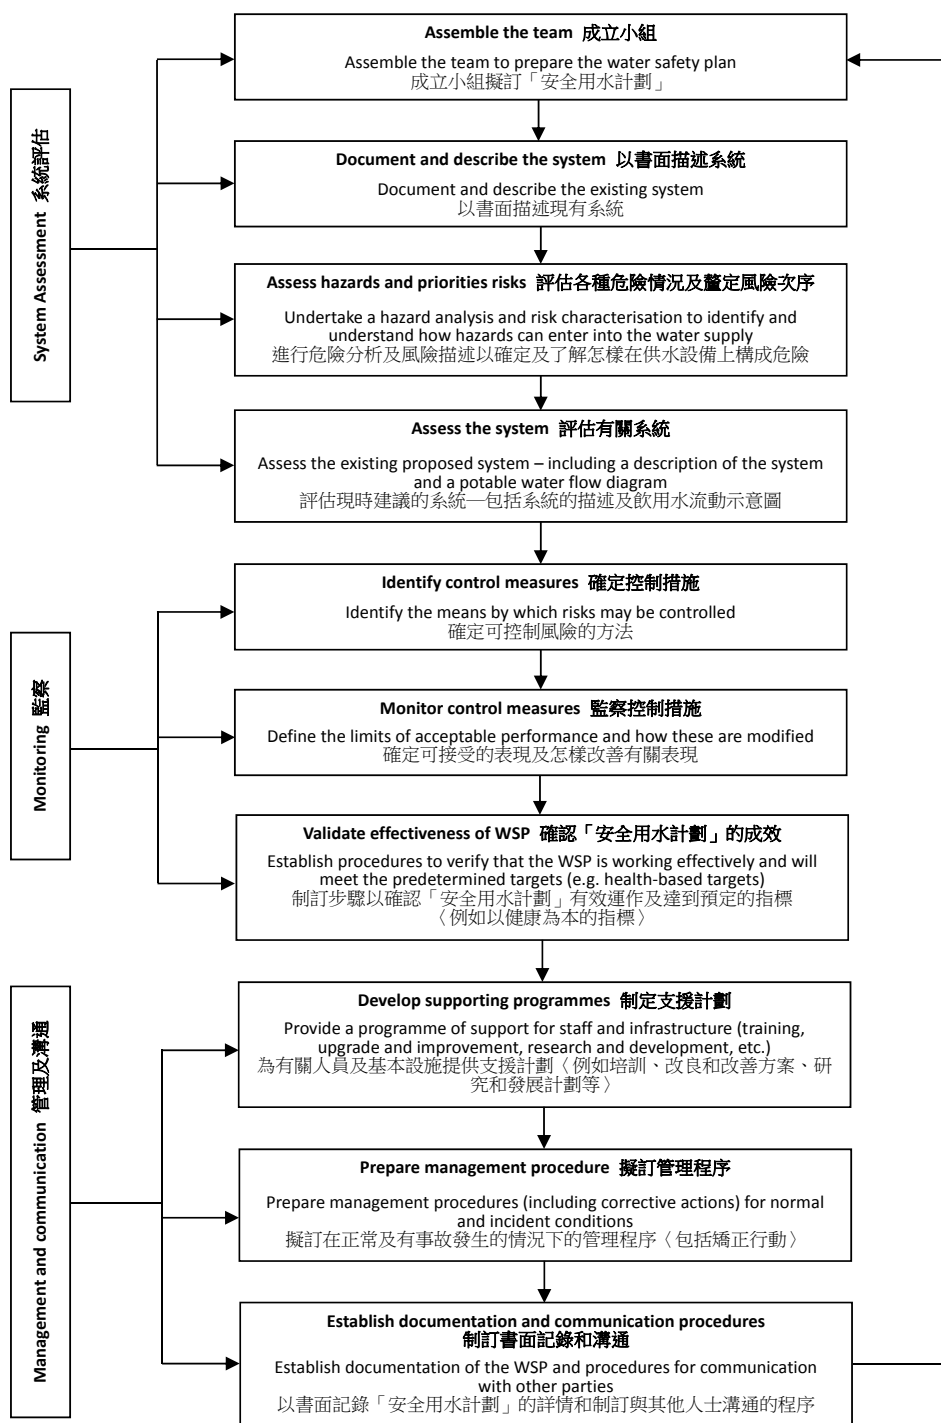 Assemble the team 成立小組
Assemble the team to prepare the water safety plan
成立小組擬訂「安全用水計劃」
System Assessment 系統評估
Document and describe the system 以書面描述系統
Document and describe the existing system
以書面描述現有系統
Assess hazards and priorities risks 評估各種危險情況及釐定風險次序
Undertake a hazard analysis and risk characterisation to identify and
understand how hazards can enter into the water supply
進行危險分析及風險描述以確定及了解怎樣在供水設備上構成危險
Assess the system 評估有關系統
Assess the existing proposed system – including a description of the system
and a potable water flow diagram
評估現時建議的系統─包括系統的描述及飲用水流動示意圖
Identify control measures 確定控制措施
Identify the means by which risks may be controlled
確定可控制風險的方法
Monitoring 監察
Monitor control measures 監察控制措施
Define the limits of acceptable performance and how these are modified
確定可接受的表現及怎樣改善有關表現
Validate effectiveness of WSP 確認「安全用水計劃」的成效
Establish procedures to verify that the WSP is working effectively and will
meet the predetermined targets (e.g. health-based targets)
制訂步驟以確認「安全用水計劃」有效運作及達到預定的指標
〈例如以健康為本的指標〉
Management and communication 管理及溝通
Develop supporting programmes 制定支援計劃
Provide a programme of support for staff and infrastructure (training,
upgrade and improvement, research and development, etc.)
為有關人員及基本設施提供支援計劃〈例如培訓、改良和改善方案、研
究和發展計劃等〉
Prepare management procedure 擬訂管理程序
Prepare management procedures (including corrective actions) for normal
and incident conditions
擬訂在正常及有事故發生的情況下的管理程序〈包括矯正行動〉
Establish documentation and communication procedures
制訂書面記錄和溝通
Establish documentation of the WSP and procedures for communication
with other parties
以書面記錄「安全用水計劃」的詳情和制訂與其他人士溝通的程序